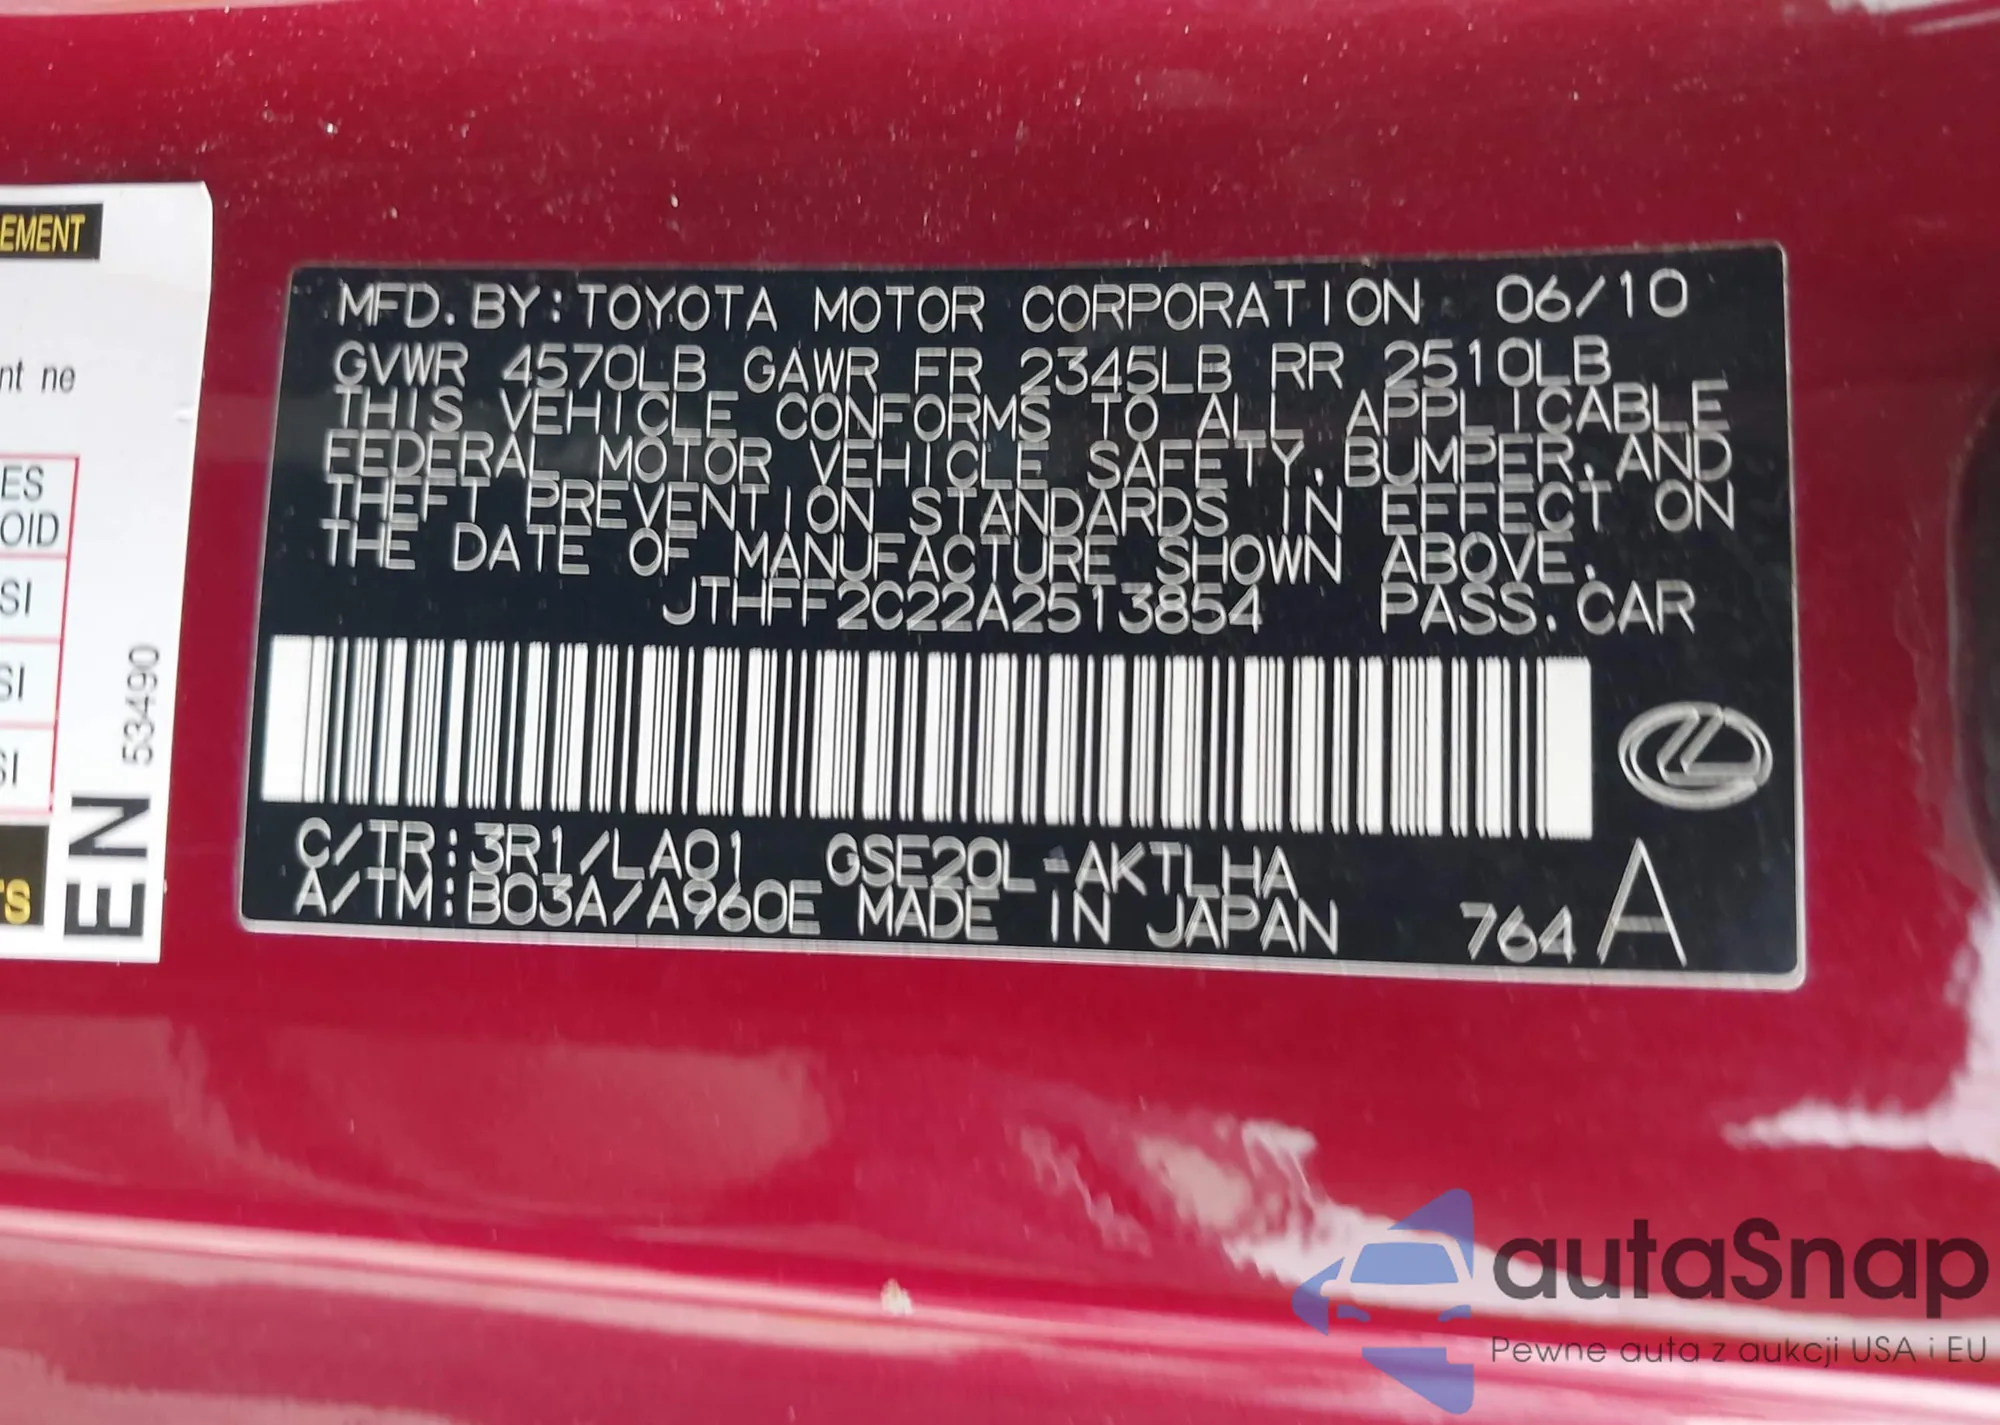 EMENT
nt ne
ES
OID
SI
SI
SI
TS
EN 53490
MFD. BY: TOYOTA MOTOR CORPORATION 06/10
GVWR 4570LB GAWR FR 2345LB RR 2510LB
THIS VEHICLE CONFORMS TO ALL APPLICABLE
FEDERAL MOTOR VEHICLE SAFETY, BUMPER, AND
THEFT PREVENTION STANDARDS IN EFFECT ON
THE DATE OF MANUFACTURE SHOWN ABOVE.
JTHFF2C22A2513854 PASS. CAR
C/TR: 3R1/LA01 GSE20L-AKTLHA
A/TM: B03A/A960E MADE IN JAPAN 764 A
autaSnap
Pewne auta z aukcji USA i EU